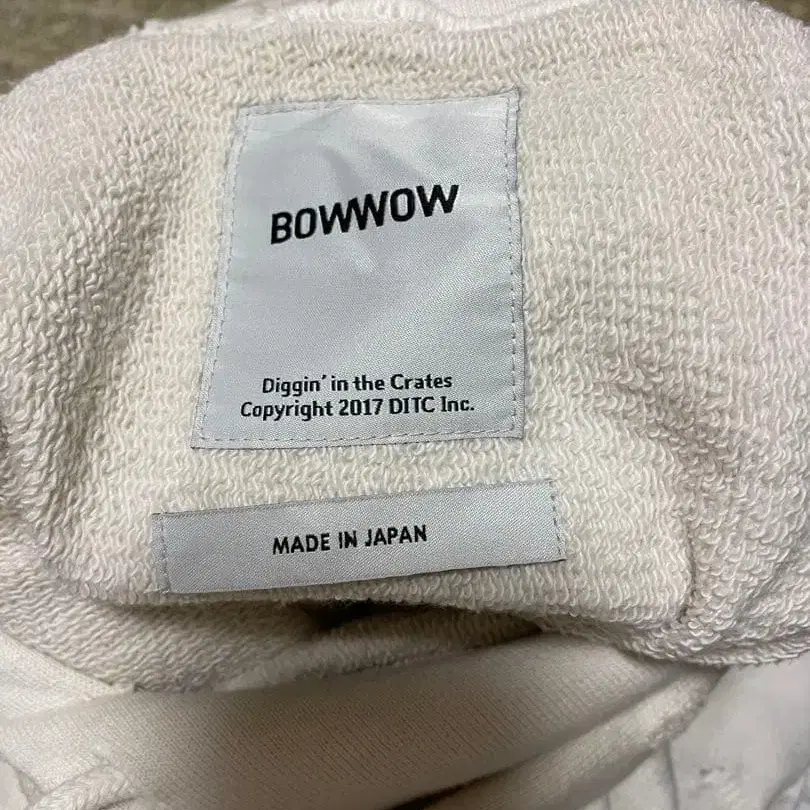 BOWWOW
Diggin' in the Crates
Copyright 2017 DITC Inc.
MADE IN JAPAN